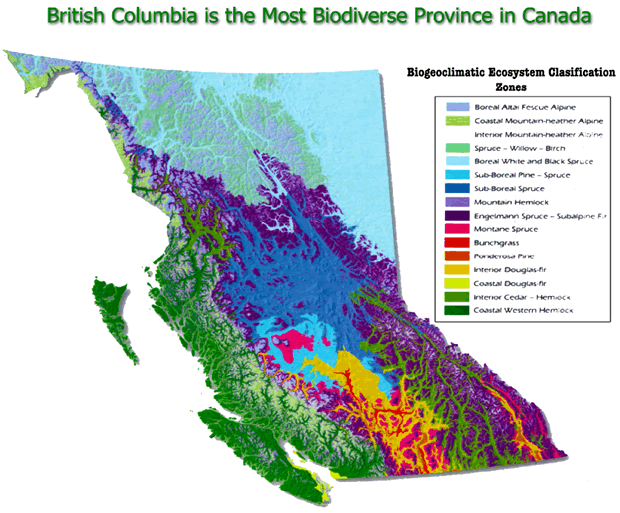 British Columbia is the Most Biodiverse Province in Canada
Biogeoclimatic Ecosystem Clasification
Zones
Boreal Altai Fescue Alpine
Coastal Mountain-heather Alpine
Interior Mountain-heather Alpine
Spruce – Willow – Birch
Boreal White and Black Spruce
Sub-Boreal Pine – Spruce
Sub-Boreal Spruce
Mountain Hemlock
Engelmann Spruce – Subalpine Fir
Montane Spruce
Bunchgrass
Ponderosa Pine
Interior Douglas-fir
Coastal Douglas-fir
Interior Cedar – Hemlock
Coastal Western Hemlock